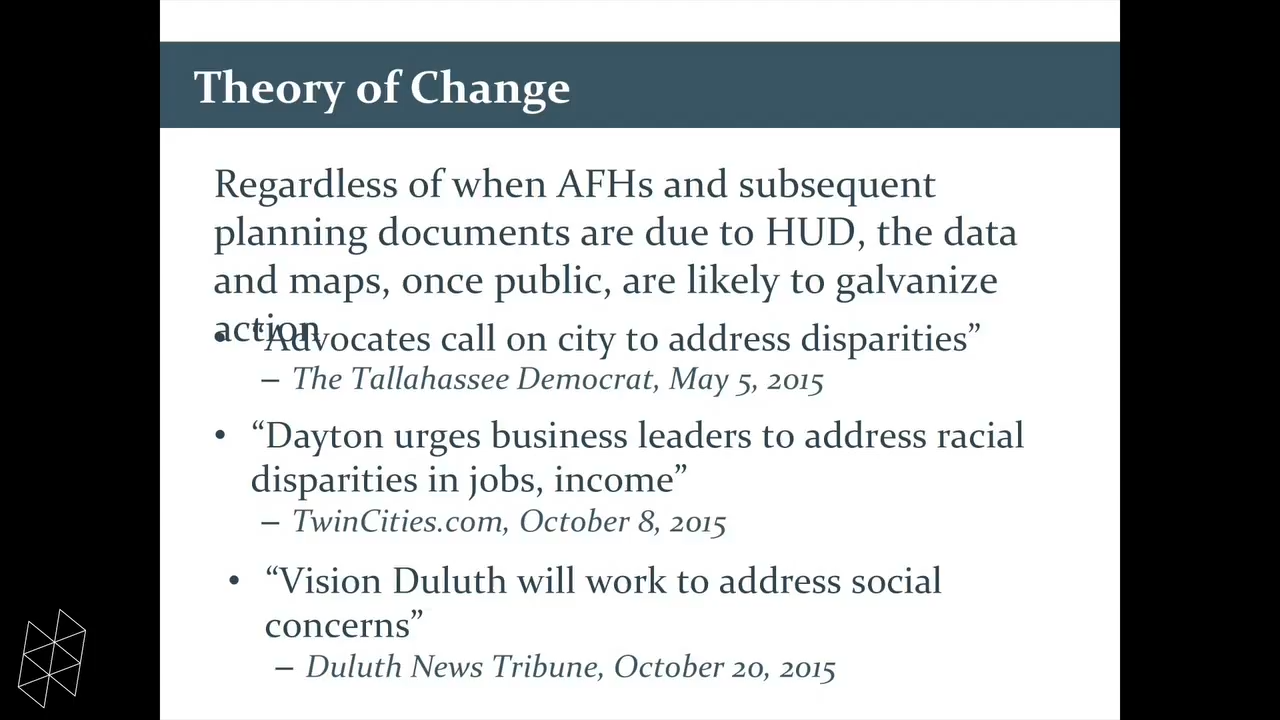 Theory of Change
Regardless of when AFHs and subsequent
planning documents are due to HUD, the data
and maps, once public, are likely to galvanize
action
• “Advocates call on city to address disparities”
– The Tallahassee Democrat, May 5, 2015
• “Dayton urges business leaders to address racial
disparities in jobs, income”
– TwinCities.com, October 8, 2015
• “Vision Duluth will work to address social
concerns”
– Duluth News Tribune, October 20, 2015